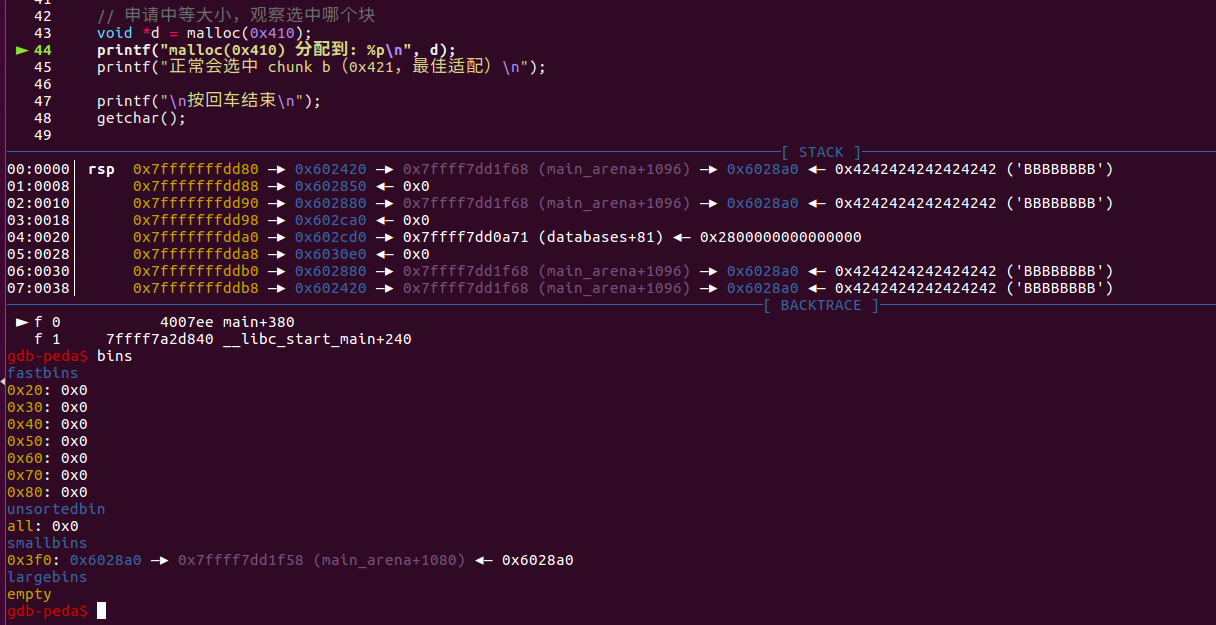 42 // 申请中等大小，观察选中哪个块
43 void *d = malloc(0x410);
► 44 printf("malloc(0x410) 分配到: %p\n", d);
45 printf("正常会选中 chunk b（0x421，最佳适配）\n");
46
47 printf("\n按回车结束\n");
48 getchar();
49
[ STACK ]
00:0000│ rsp 0x7fffffffdd80 —► 0x602420 —► 0x7ffff7dd1f68 (main_arena+1096) —► 0x6028a0 ◄— 0x4242424242424242 ('BBBBBBBB')
01:0008│ 0x7fffffffdd88 —► 0x602850 ◄— 0x0
02:0010│ 0x7fffffffdd90 —► 0x602880 —► 0x7ffff7dd1f68 (main_arena+1096) —► 0x6028a0 ◄— 0x4242424242424242 ('BBBBBBBB')
03:0018│ 0x7fffffffdd98 —► 0x602ca0 ◄— 0x0
04:0020│ 0x7fffffffdda0 —► 0x602cd0 —► 0x7ffff7dd0a71 (databases+81) ◄— 0x2800000000000000
05:0028│ 0x7fffffffdda8 —► 0x6030e0 ◄— 0x0
06:0030│ 0x7fffffffddb0 —► 0x602880 —► 0x7ffff7dd1f68 (main_arena+1096) —► 0x6028a0 ◄— 0x4242424242424242 ('BBBBBBBB')
07:0038│ 0x7fffffffddb8 —► 0x602420 —► 0x7ffff7dd1f68 (main_arena+1096) —► 0x6028a0 ◄— 0x4242424242424242 ('BBBBBBBB')
[ BACKTRACE ]
► f 0 4007ee main+380
f 1 7ffff7a2d840 __libc_start_main+240
gdb-peda$ bins
fastbins
0x20: 0x0
0x30: 0x0
0x40: 0x0
0x50: 0x0
0x60: 0x0
0x70: 0x0
0x80: 0x0
unsortedbin
all: 0x0
smallbins
0x3f0: 0x6028a0 —► 0x7ffff7dd1f58 (main_arena+1080) ◄— 0x6028a0
largebins
empty
gdb-peda$